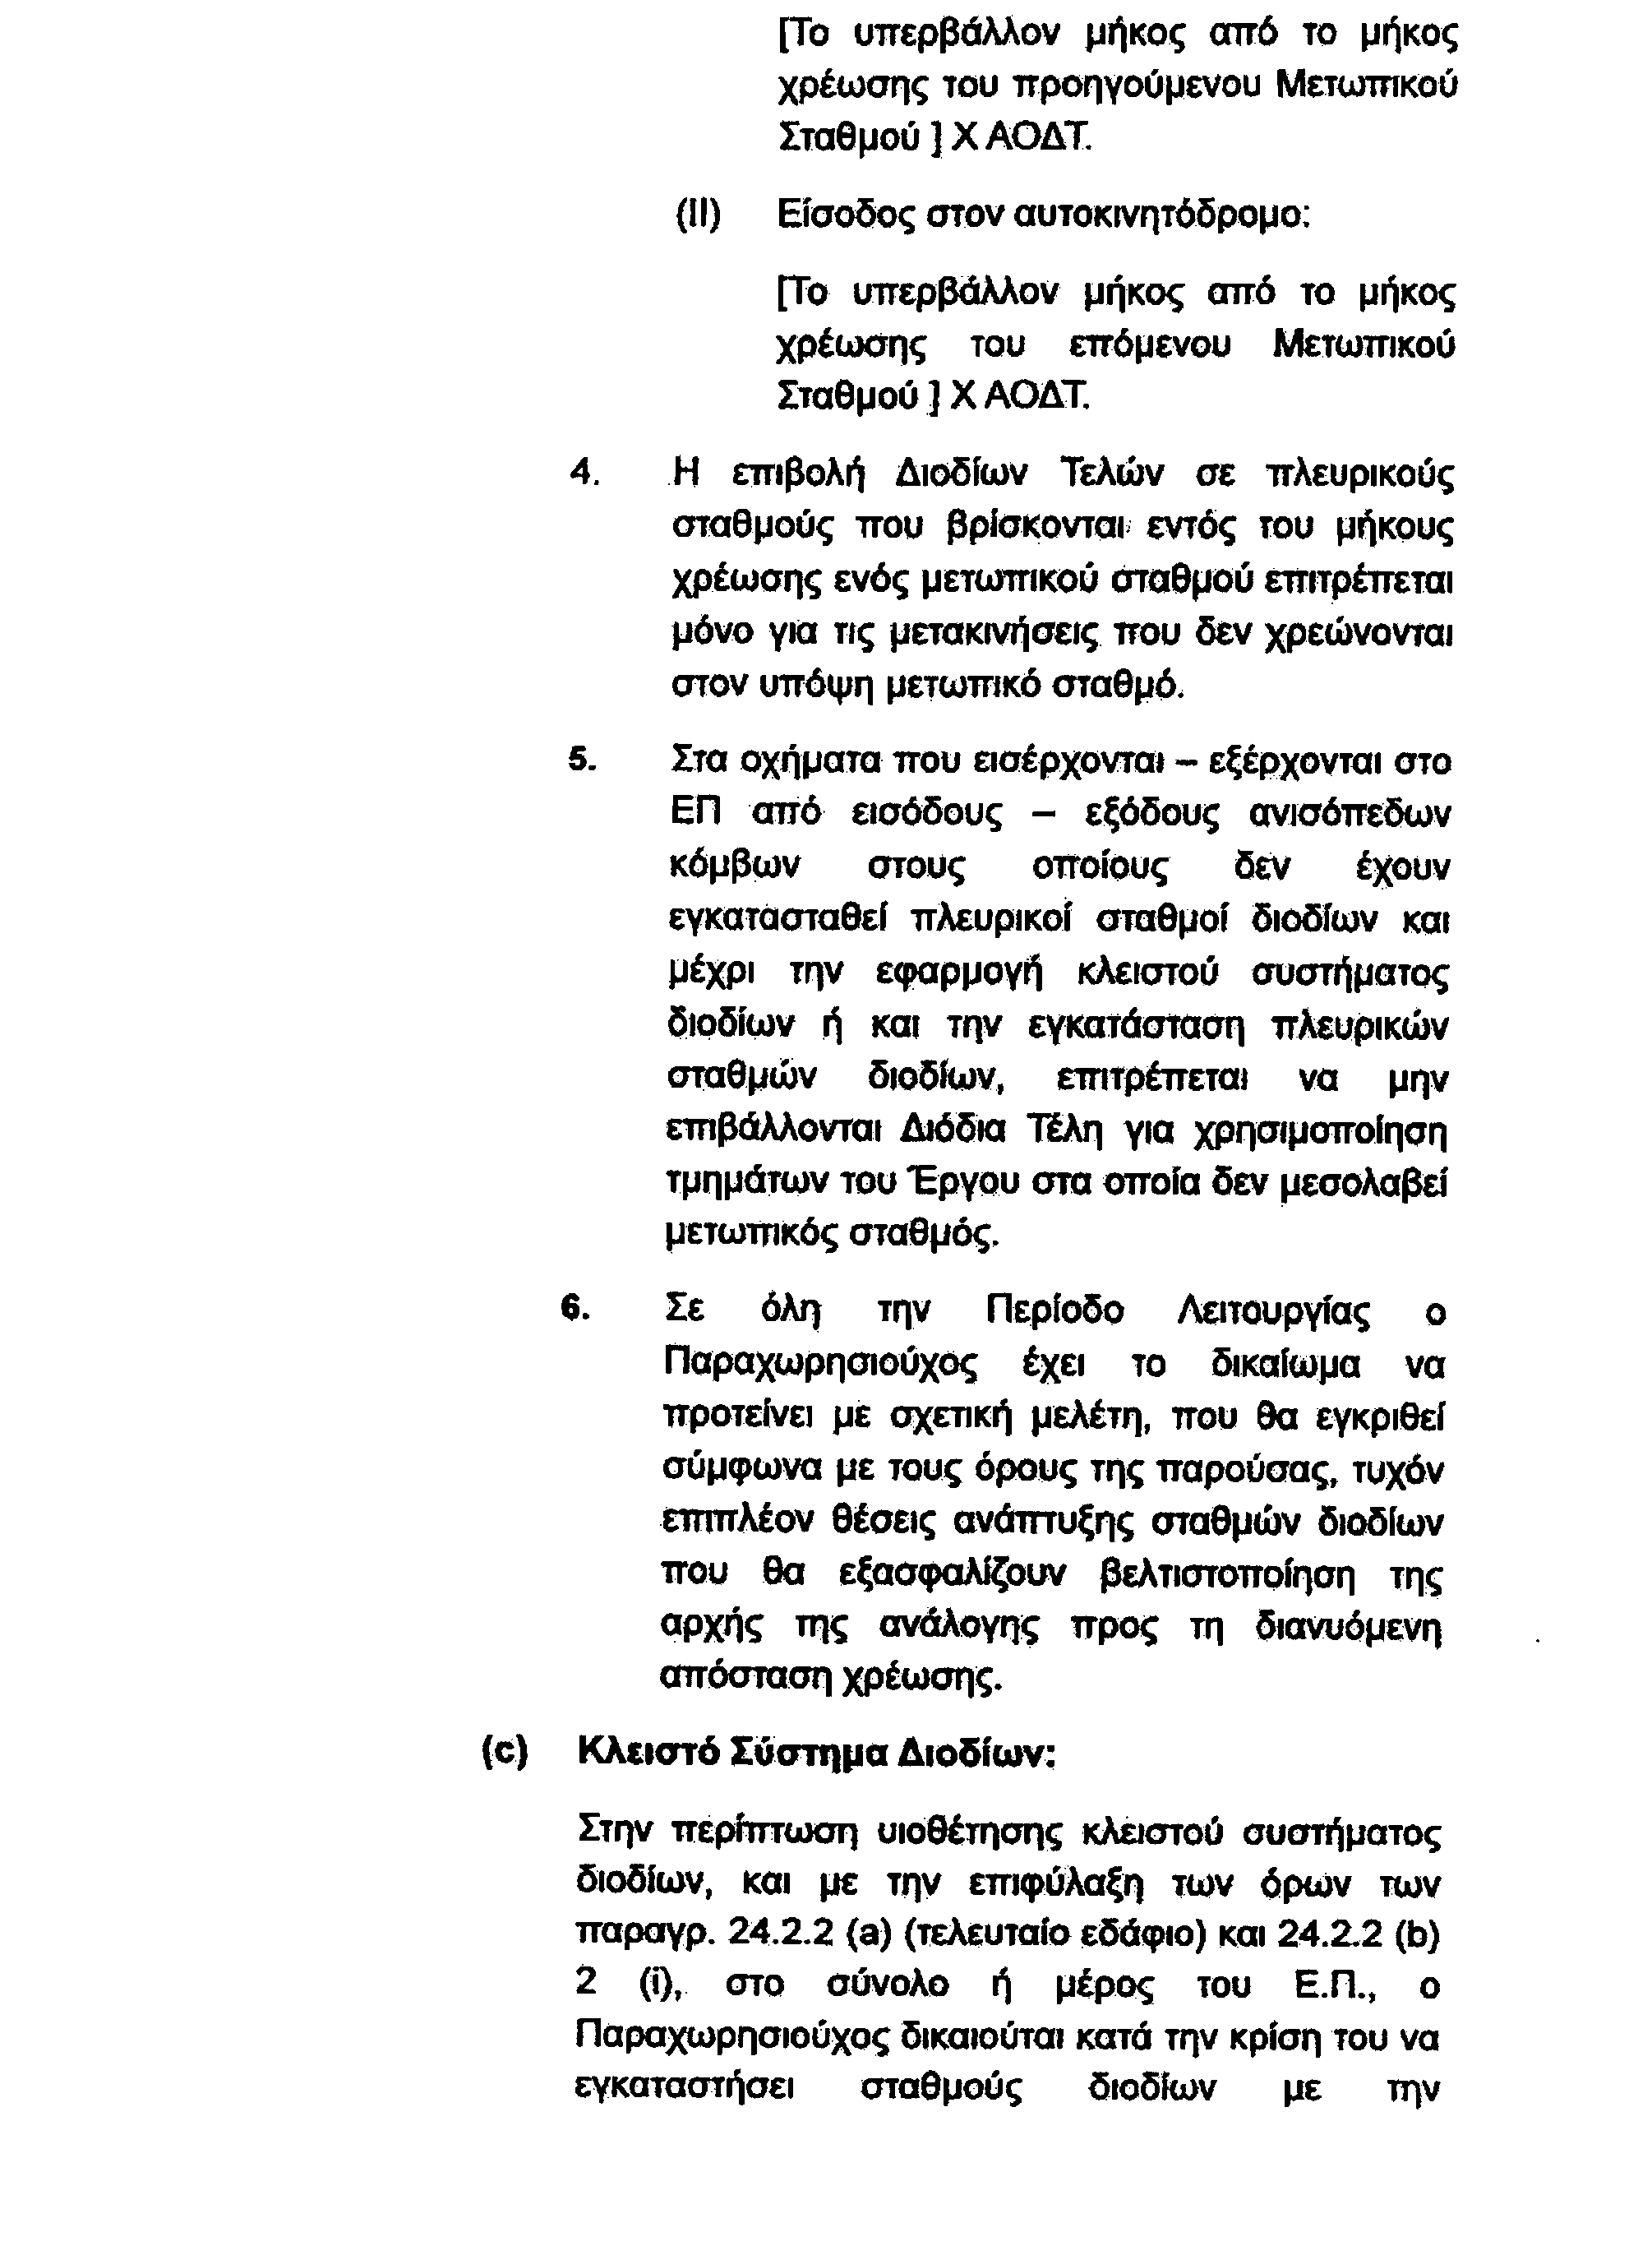 [Το υπερβάλλον μήκος από το μήκος
χρέωσης του προηγούμενου Μετωπικού
Σταθμού ] Χ ΑΟΔΤ.
(II) Είσοδος στον αυτοκινητόδρομο:
[Το υπερβάλλον μήκος από το μήκος
χρέωσης του επόμενου Μετωπικού
Σταθμού ] Χ ΑΟΔΤ.
4. Η επιβολή Διοδίων Τελών σε πλευρικούς
σταθμούς που βρίσκονται εντός του μήκους
χρέωσης ενός μετωπικού σταθμού επιτρέπεται
μόνο για τις μετακινήσεις που δεν χρεώνονται
στον υπόψη μετωπικό σταθμό.
5. Στα οχήματα που εισέρχονται – εξέρχονται στο
ΕΠ από εισόδους – εξόδους ανισόπεδων
κόμβων στους οποίους δεν έχουν
εγκατασταθεί πλευρικοί σταθμοί διοδίων και
μέχρι την εφαρμογή κλειστού συστήματος
διοδίων ή και την εγκατάσταση πλευρικών
σταθμών διοδίων, επιτρέπεται να μην
επιβάλλονται Διόδια Τέλη για χρησιμοποίηση
τμημάτων του Έργου στα οποία δεν μεσολαβεί
μετωπικός σταθμός.
6. Σε όλη την Περίοδο Λειτουργίας ο
Παραχωρησιούχος έχει το δικαίωμα να
προτείνει με σχετική μελέτη, που θα εγκριθεί
σύμφωνα με τους όρους της παρούσας, τυχόν
επιπλέον θέσεις ανάπτυξης σταθμών διοδίων
που θα εξασφαλίζουν βελτιστοποίηση της
αρχής της ανάλογης προς τη διανυόμενη
απόσταση χρέωσης.
(c) Κλειστό Σύστημα Διοδίων:
Στην περίπτωση υιοθέτησης κλειστού συστήματος
διοδίων, και με την επιφύλαξη των όρων των
παραγρ. 24.2.2 (a) (τελευταίο εδάφιο) και 24.2.2 (b)
2 (i), στο σύνολο ή μέρος του Ε.Π., ο
Παραχωρησιούχος δικαιούται κατά την κρίση του να
εγκαταστήσει σταθμούς διοδίων με την